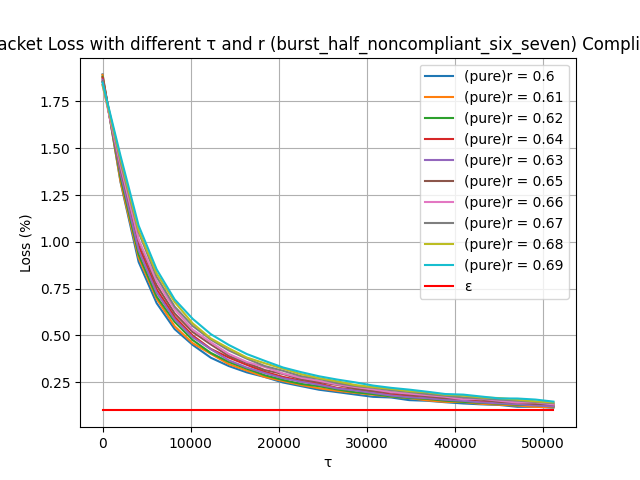 acket Loss with different τ and r (burst_half_noncompliant_six_seven) Compli
1.75
1.50
1.25
1.00
0.75
0.50
0.25
Loss (%)
(pure)r = 0.6
(pure)r = 0.61
(pure)r = 0.62
(pure)r = 0.64
(pure)r = 0.63
(pure)r = 0.65
(pure)r = 0.66
(pure)r = 0.67
(pure)r = 0.68
(pure)r = 0.69
ε
0 10000 20000 30000 40000 50000
τ